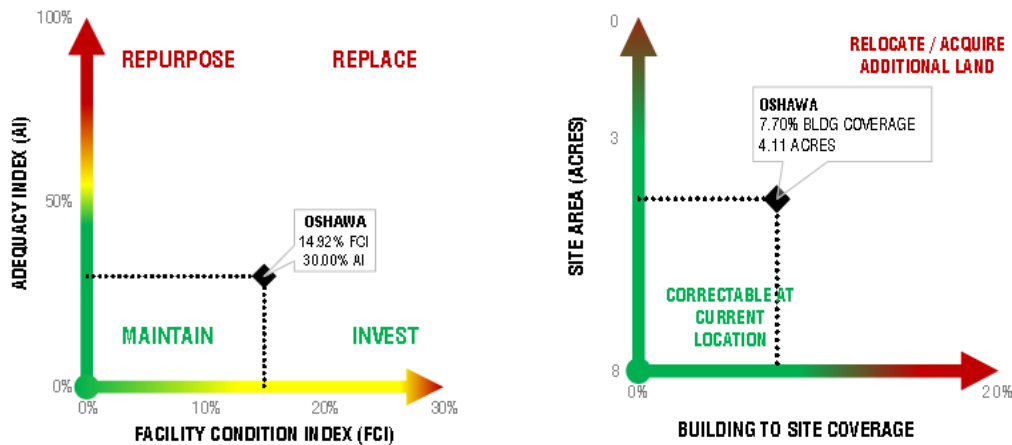 100%
REPURPOSE
REPLACE
ADEQUACY INDEX (AI)
50%
OSHAWA
14.92% FCI
30.00% AI
MAINTAIN
INVEST
0%
0%
10%
20%
30%
FACILITY CONDITION INDEX (FCI)
0
RELOCATE / ACQUIRE
ADDITIONAL LAND
OSHAWA
7.70% BLDG COVERAGE
4.11 ACRES
3
SITE AREA (ACRES)
CORRECTABLE AT
CURRENT
LOCATION
8
0%
20%
BUILDING TO SITE COVERAGE